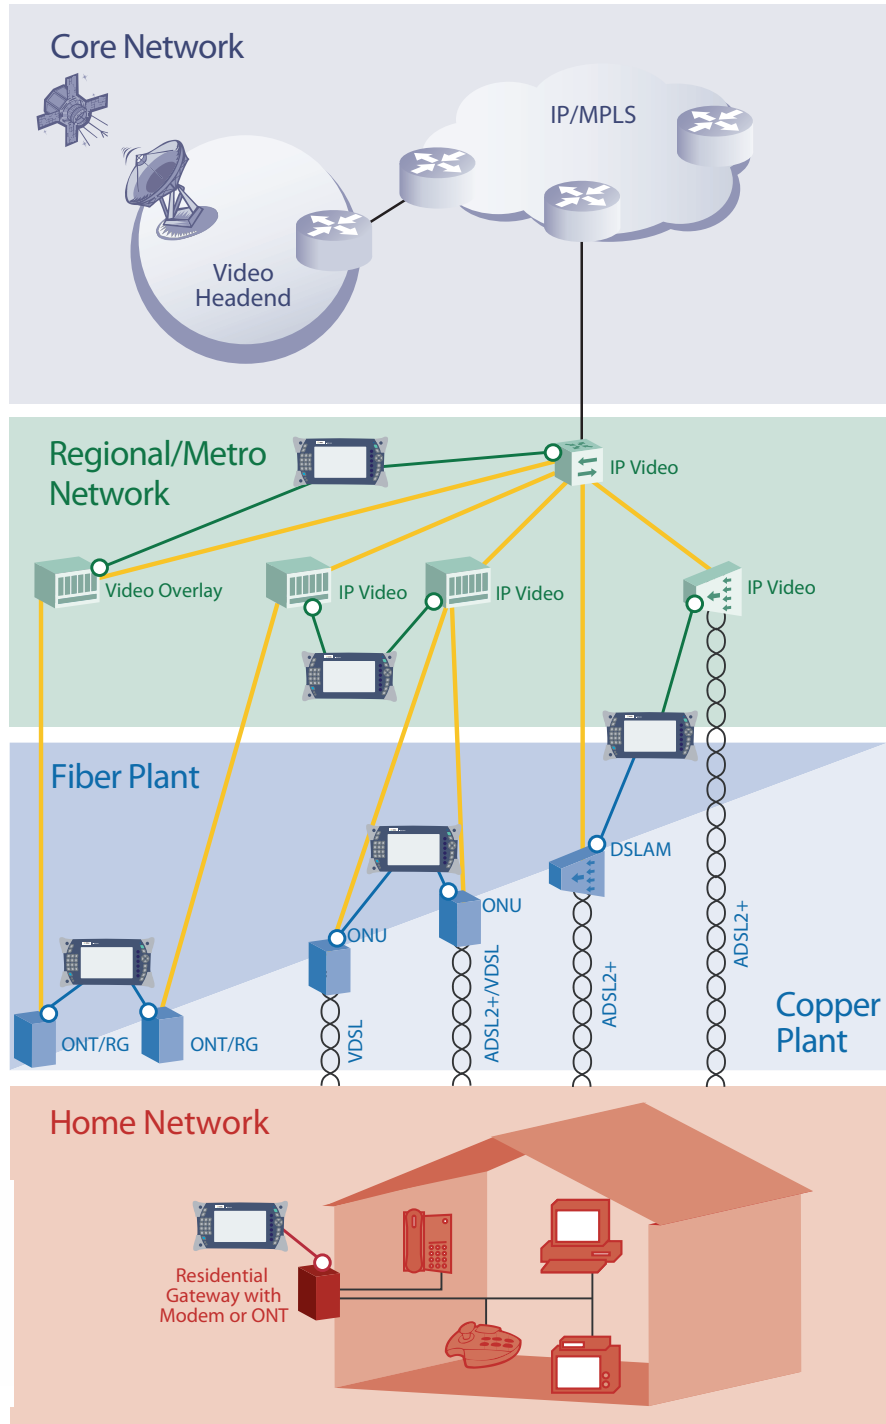 Core Network
IP/MPLS
Video
Headend
Regional/Metro
Network
IP Video
Video Overlay
IP Video
IP Video
IP Video
Fiber Plant
DSLAM
ONU
ONU
ADSL2+
ADSL2+/VDSL
ADSL2+
VDSL
ONT/RG
ONT/RG
Copper
Plant
Home Network
Residential
Gateway with
Modem or ONT